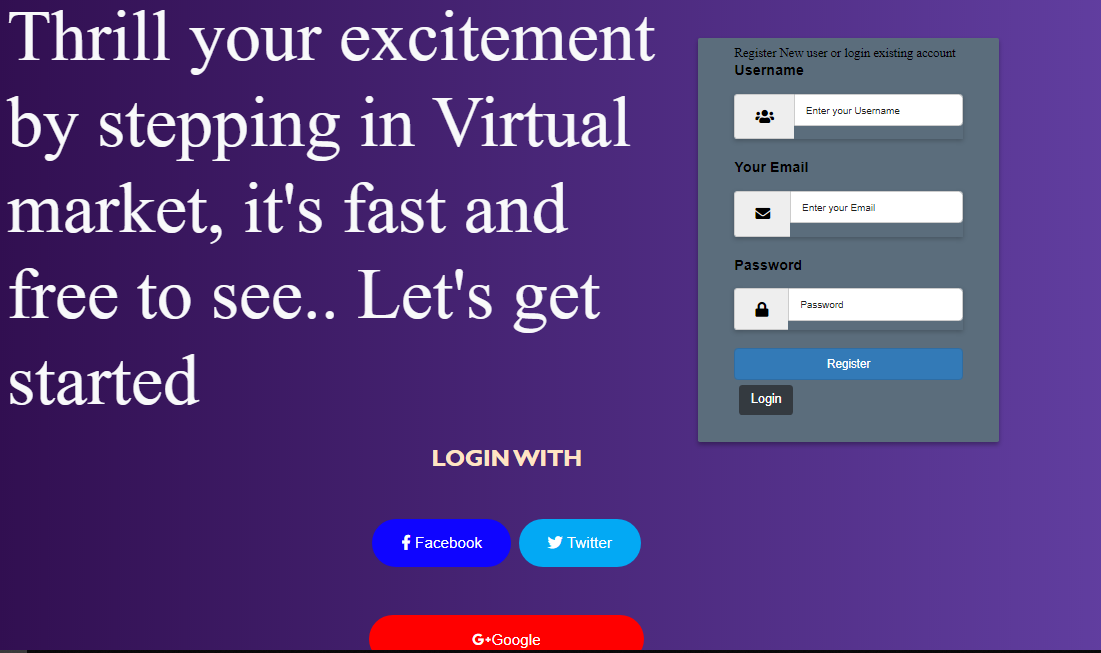 Thrill your excitement
by stepping in Virtual
market, it's fast and
free to see.. Let's get
started
Register New user or login existing account
Username
Enter your Username
Your Email
Enter your Email
Password
Password
Register
Login
LOGIN WITH
Facebook
Twitter
G+Google